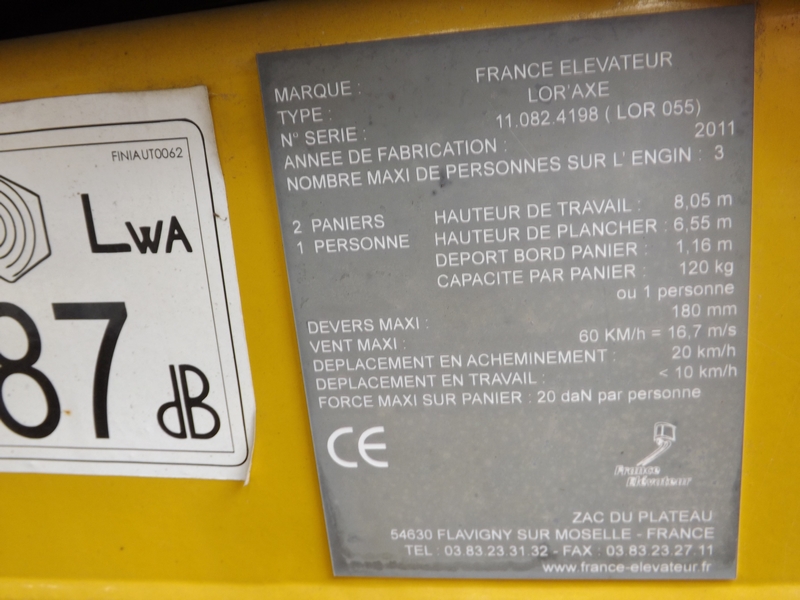 FINIAUT0062
LWA
87
dB
MARQUE : FRANCE ELEVATEUR
TYPE : LOR'AXE
N° SERIE : 11.082.4198 ( LOR 055)
ANNEE DE FABRICATION : 2011
NOMBRE MAXI DE PERSONNES SUR L' ENGIN : 3
2 PANIERS HAUTEUR DE TRAVAIL : 8,05 m
1 PERSONNE HAUTEUR DE PLANCHER : 6,55 m
DEPORT BORD PANIER : 1,16 m
CAPACITE PAR PANIER : 120 kg
ou 1 personne
DEVERS MAXI : 180 mm
VENT MAXI : 60 KM/h = 16,7 m/s
DEPLACEMENT EN ACHEMINEMENT : 20 km/h
DEPLACEMENT EN TRAVAIL : < 10 km/h
FORCE MAXI SUR PANIER : 20 daN par personne
CE
France
Elévateur
ZAC DU PLATEAU
54630 FLAVIGNY SUR MOSELLE - FRANCE
TEL : 03.83.23.31.32 - FAX : 03.83.23.27.11
www.france-elevateur.fr